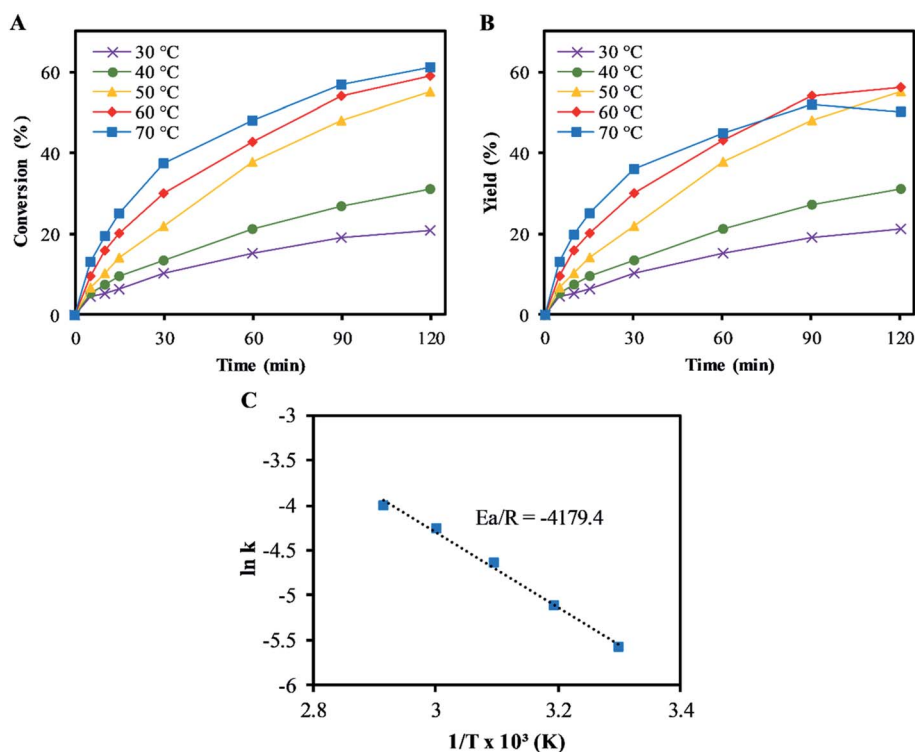 A
B
30 °C
40 °C
50 °C
60 °C
70 °C
60
40
20
0
Conversion (%)
0 30 60 90 120
Time (min)
30 °C
40 °C
50 °C
60 °C
70 °C
60
40
20
0
Yield (%)
0 30 60 90 120
Time (min)
C
-3
-3.5
-4
-4.5
-5
-5.5
-6
ln k
Ea/R = -4179.4
2.8 3 3.2 3.4
1/T x 10³ (K)